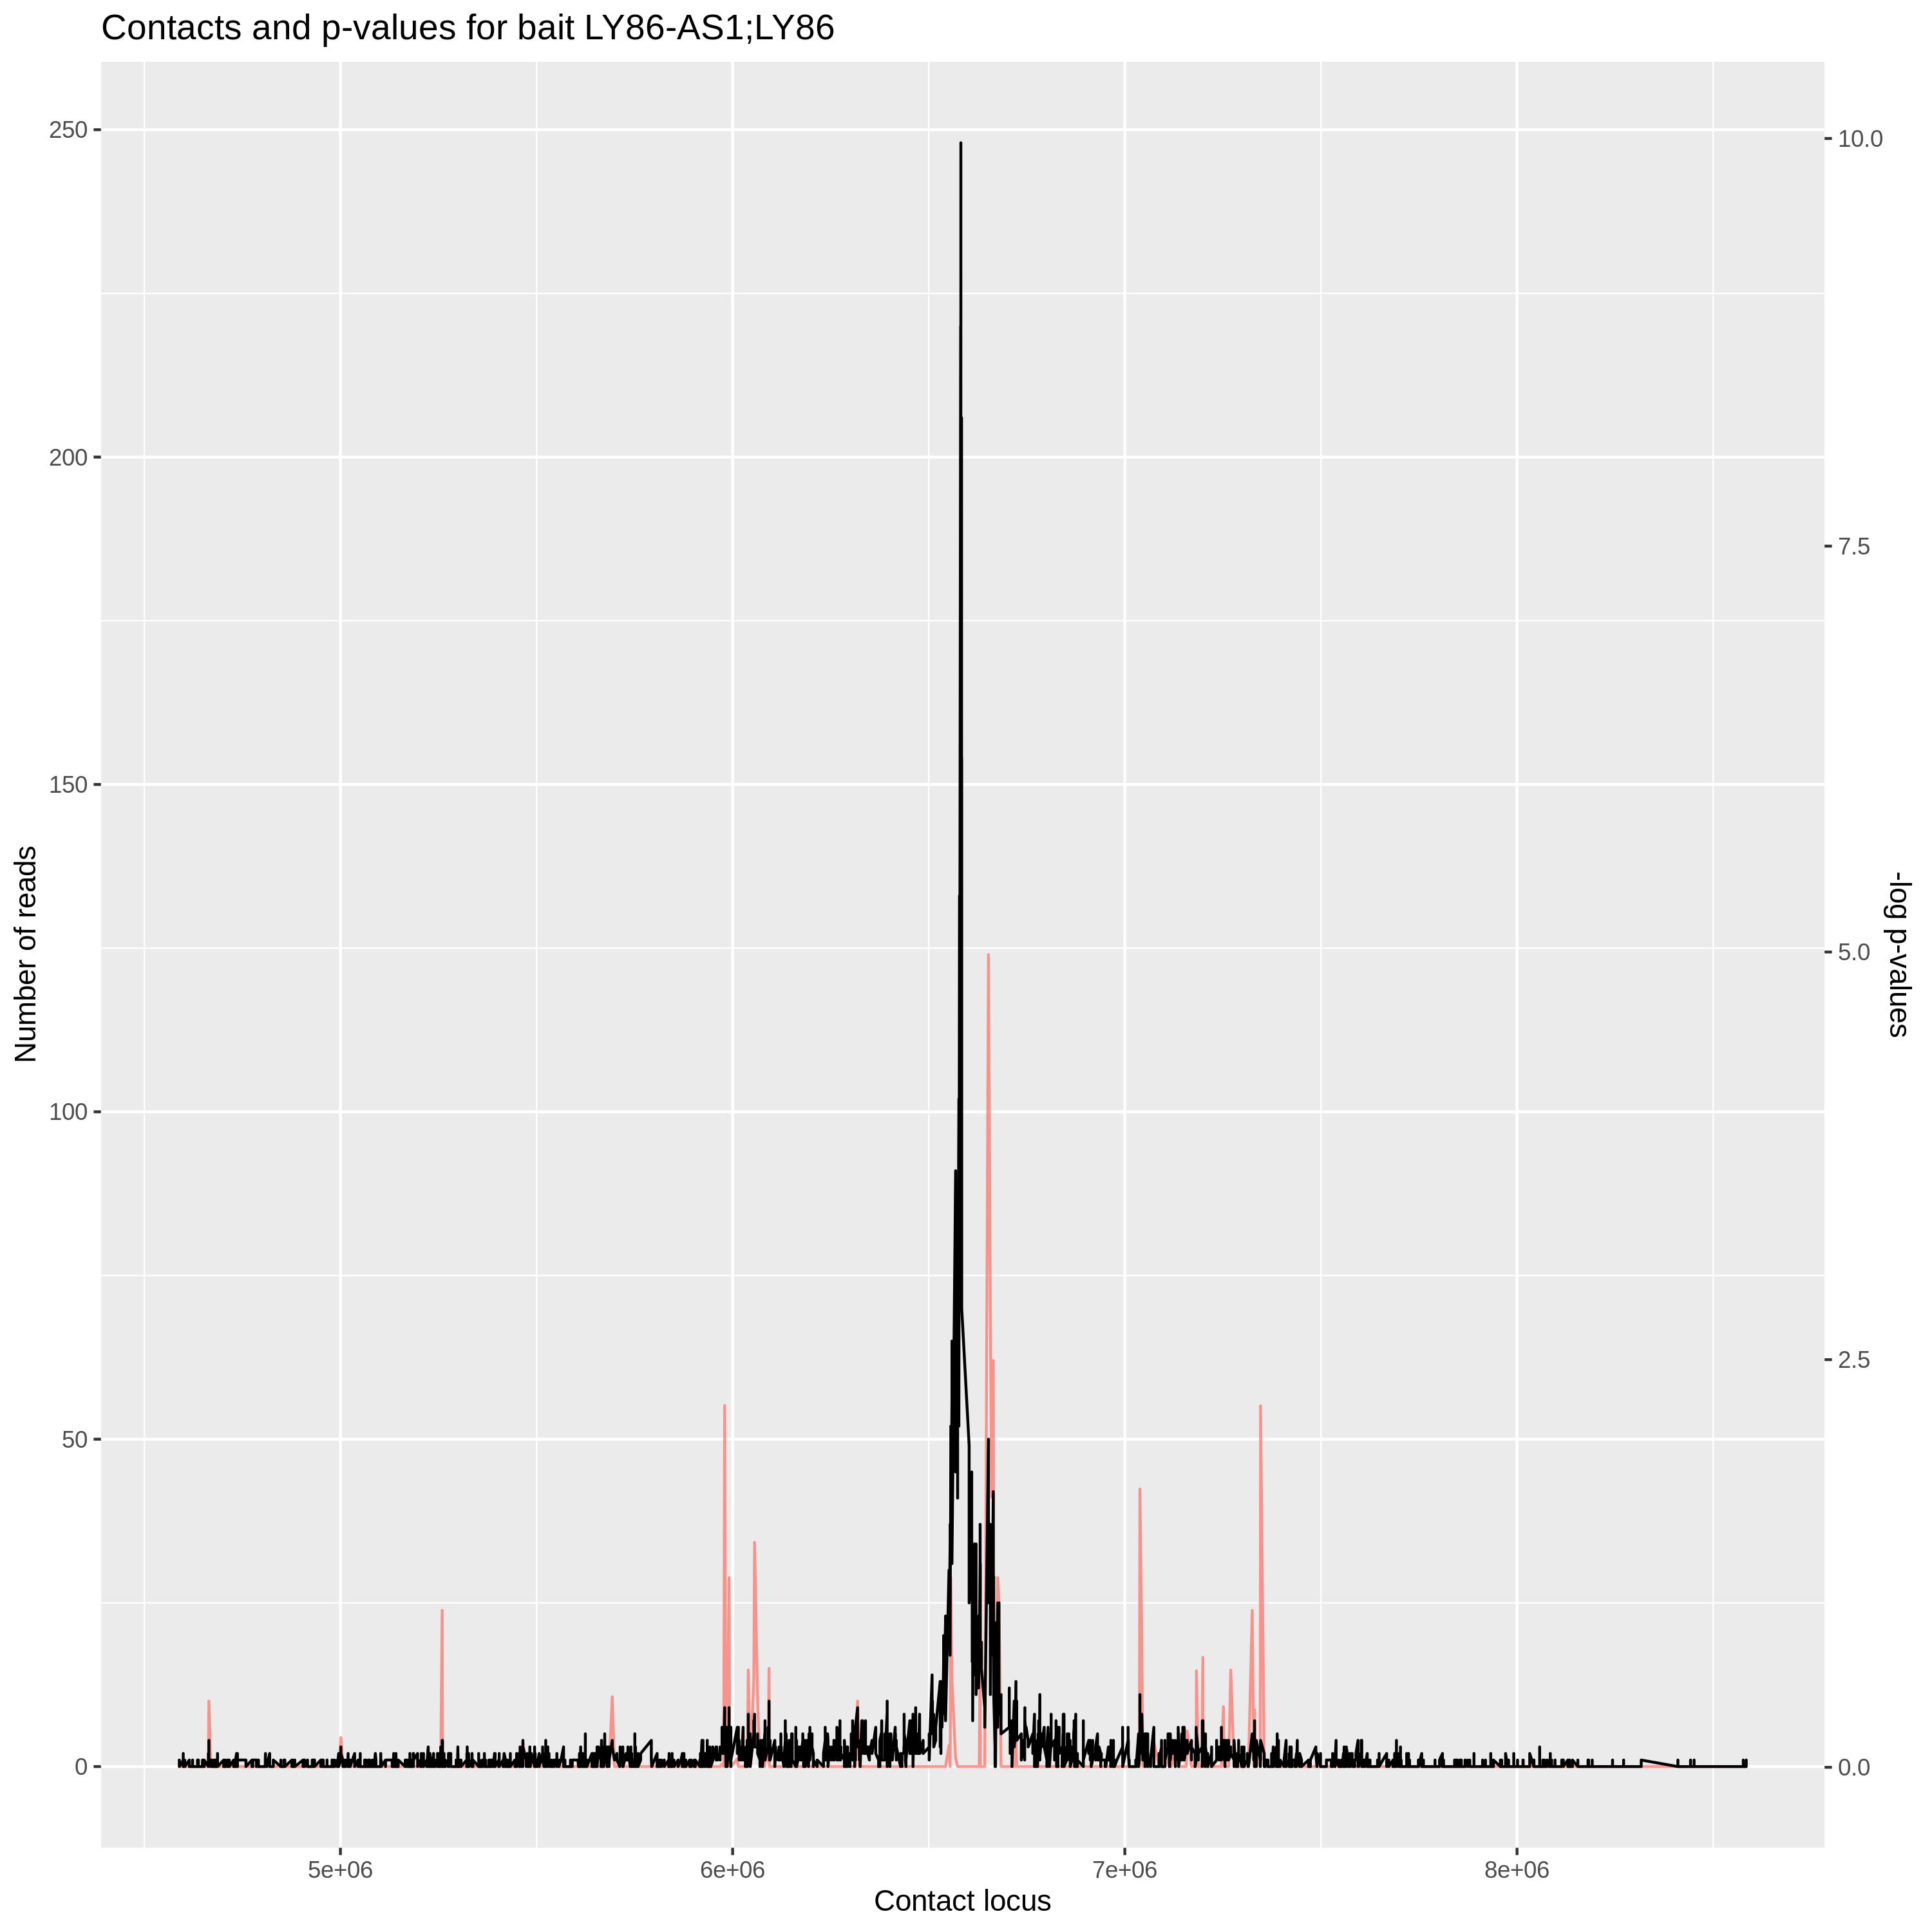 Contacts and p-values for bait LY86-AS1;LY86
250
200
150
100
50
0
Number of reads
10.0
7.5
5.0
2.5
0.0
-log p-values
5e+06
6e+06
7e+06
8e+06
Contact locus